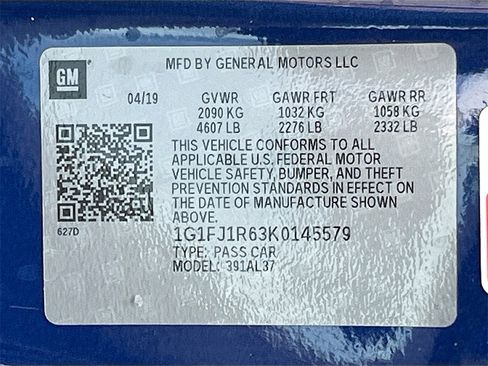 GM
MFD BY GENERAL MOTORS LLC
04/19 GVWR GAWR FRT GAWR RR
2090 KG 1032 KG 1058 KG
4607 LB 2276 LB 2332 LB
THIS VEHICLE CONFORMS TO ALL
APPLICABLE U.S. FEDERAL MOTOR
VEHICLE SAFETY, BUMPER, AND THEFT
PREVENTION STANDARDS IN EFFECT ON
THE DATE OF MANUFACTURE SHOWN
ABOVE.
627D
1G1FJ1R63K0145579
TYPE: PASS CAR
MODEL: 391AL37